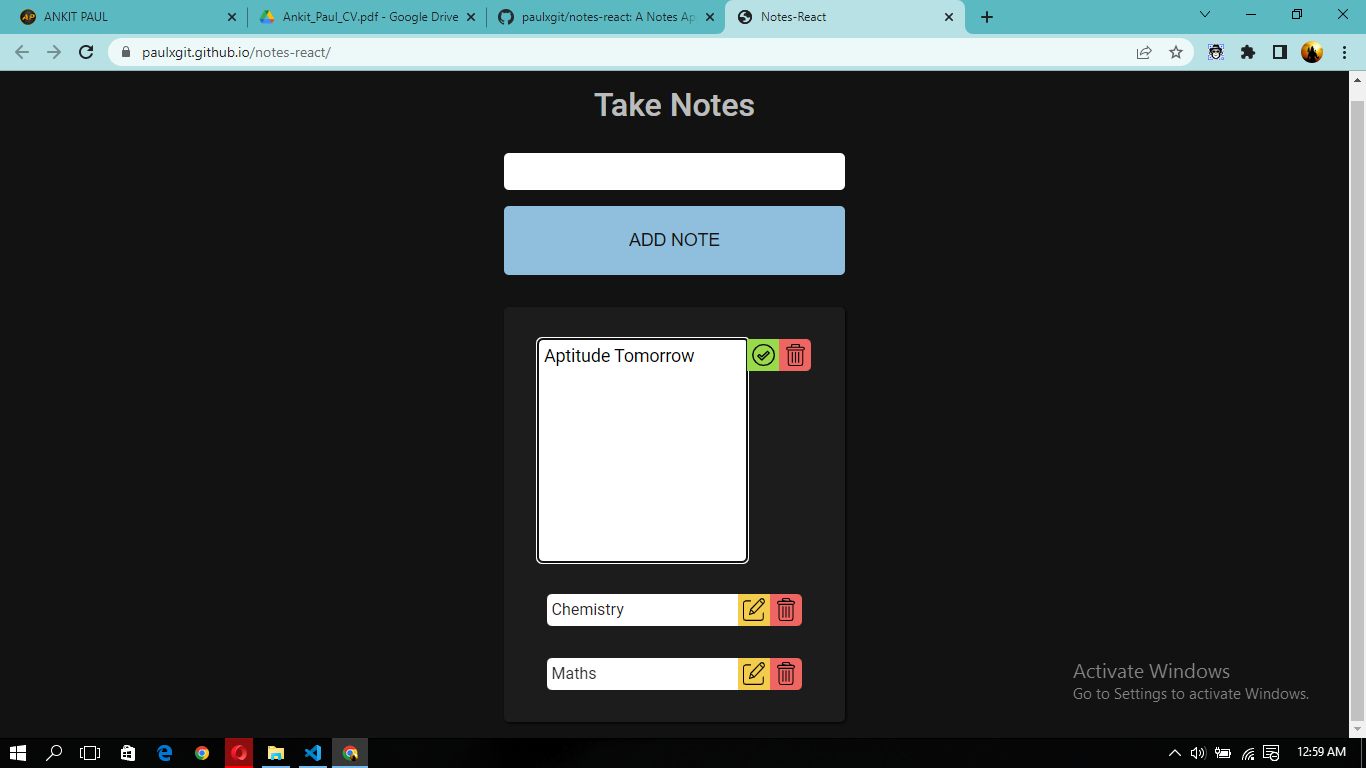 AP ANKIT PAUL
Ankit_Paul_CV.pdf - Google Drive
paulxgit/notes-react: A Notes Ap
Notes-React
paulxgit.github.io/notes-react/
Take Notes
ADD NOTE
Aptitude Tomorrow
Chemistry
Maths
Activate Windows
Go to Settings to activate Windows.
12:59 AM